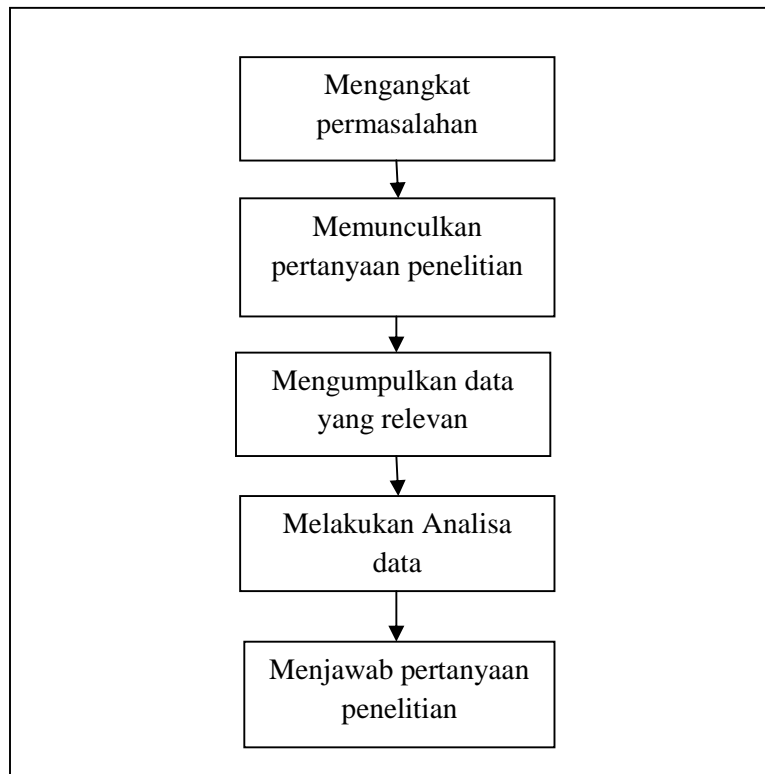 Mengangkat
permasalahan
Memunculkan
pertanyaan penelitian
Mengumpulkan data
yang relevan
Melakukan Analisa
data
Menjawab pertanyaan
penelitian